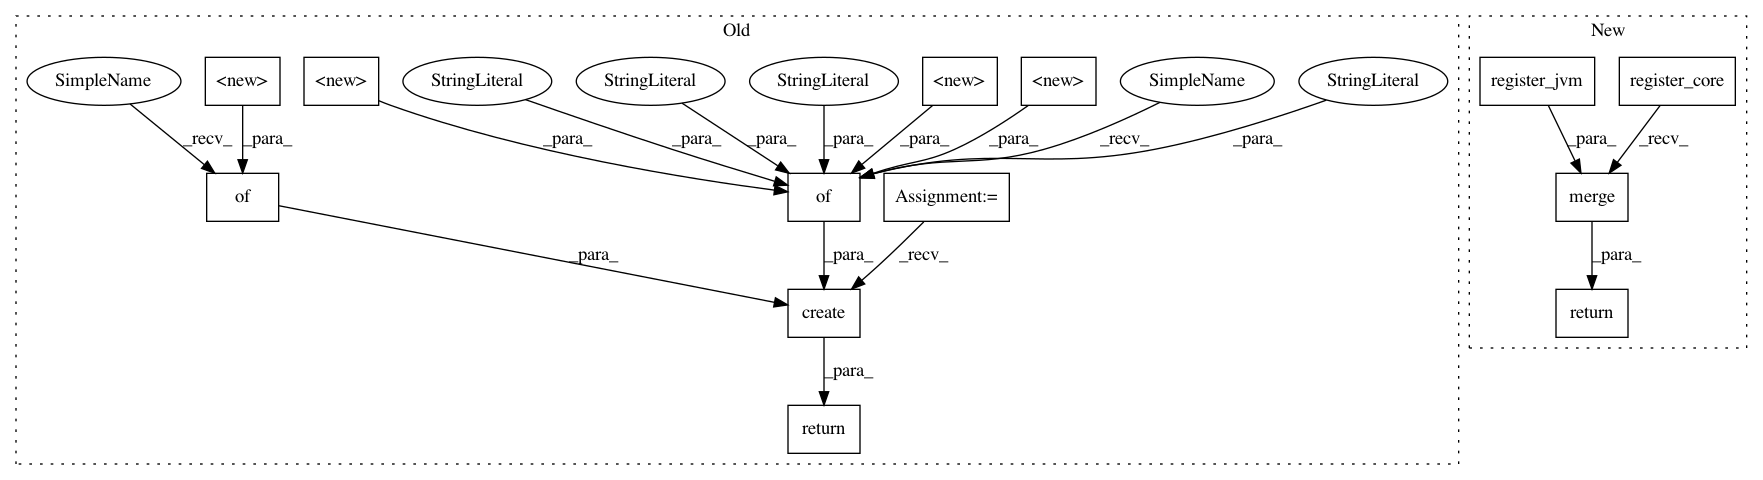 Old
New
SimpleName
<new>
<new>
StringLiteral
StringLiteral
StringLiteral
<new>
<new>
SimpleName
StringLiteral
register_jvm
register_core
_recv_
_para_
_para_
_para_
_para_
_para_
_para_
_para_
_recv_
_para_
_para_
_recv_
of
of
Assignment:=
merge
_para_
_para_
_recv_
_para_
create
return
_para_
return